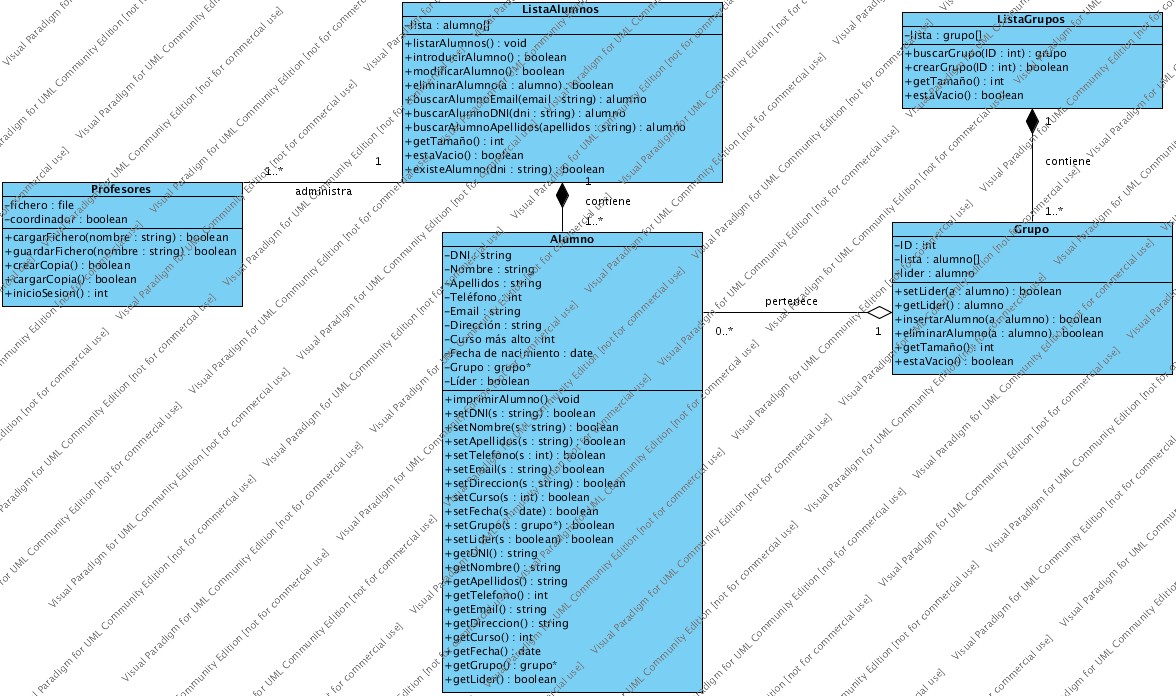 ListaAlumnos
-lista : alumno[]
+listarAlumnos() : void
+introducirAlumno() : boolean
+modificarAlumno() : boolean
+eliminarAlumno(a : alumno) : boolean
+buscarAlumnoEmail(email : string) : alumno
+buscarAlumnoDNI(dni : string) : alumno
+buscarAlumnoApellidos(apellidos : string) : alumno
+getTamaño() : int
+estaVacio() : boolean
+existeAlumno(dni : string) : boolean
ListaGrupos
-lista : grupo[]
+buscarGrupo(ID : int) : grupo
+crearGrupo(ID : int) : boolean
+getTamaño() : int
+estaVacio() : boolean
1
contiene
1..*
1
1..*
administra
Profesores
-fichero : file
-coordinador : boolean
+cargarFichero(nombre : string) : boolean
+guardarFichero(nombre : string) : boolean
+crearCopia() : boolean
+cargarCopia() : boolean
+inicioSesion() : int
1
contiene
1..*
Alumno
-DNI : string
-Nombre : string
-Apellidos : string
-Teléfono : int
-Email : string
-Dirección : string
-Curso más alto : int
-Fecha de nacimiento : date
-Grupo : grupo*
-Líder : boolean
+imprimirAlumno() : void
+setDNI(s : string) : boolean
+setNombre(s : string) : boolean
+setApellidos(s : string) : boolean
+setTelefono(s : int) : boolean
+setEmail(s : string) : boolean
+setDireccion(s : string) : boolean
+setCurso(s : int) : boolean
+setFecha(s : date) : boolean
+setGrupo(s : grupo*) : boolean
+setLider(s : boolean) : boolean
+getDNI() : string
+getNombre() : string
+getApellidos() : string
+getTelefono() : int
+getEmail() : string
+getDireccion() : string
+getCurso() : int
+getFecha() : date
+getGrupo() : grupo*
+getLider() : boolean
pertenece
0..*
1
Grupo
-ID : int
-lista : alumno[]
-lider : alumno
+setLider(a : alumno) : boolean
+getLider() : alumno
+insertarAlumno(a : alumno) : boolean
+eliminarAlumno(a : alumno) : boolean
+getTamaño() : int
+estaVacio() : boolean
Visual Paradigm for UML Community Edition [not for commercial use]